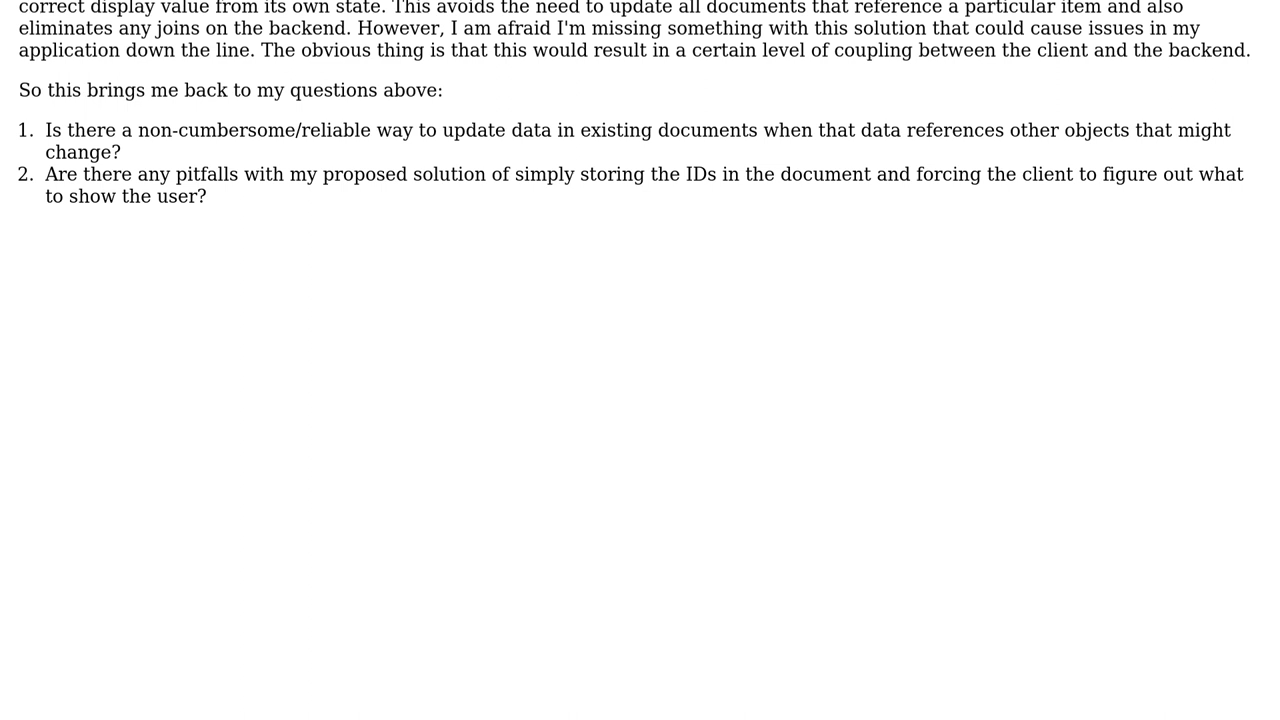 correct display value from its own state. This avoids the need to update all documents that reference a particular item and also
eliminates any joins on the backend. However, I am afraid I'm missing something with this solution that could cause issues in my
application down the line. The obvious thing is that this would result in a certain level of coupling between the client and the backend.
So this brings me back to my questions above:
1. Is there a non-cumbersome/reliable way to update data in existing documents when that data references other objects that might
change?
2. Are there any pitfalls with my proposed solution of simply storing the IDs in the document and forcing the client to figure out what
to show the user?